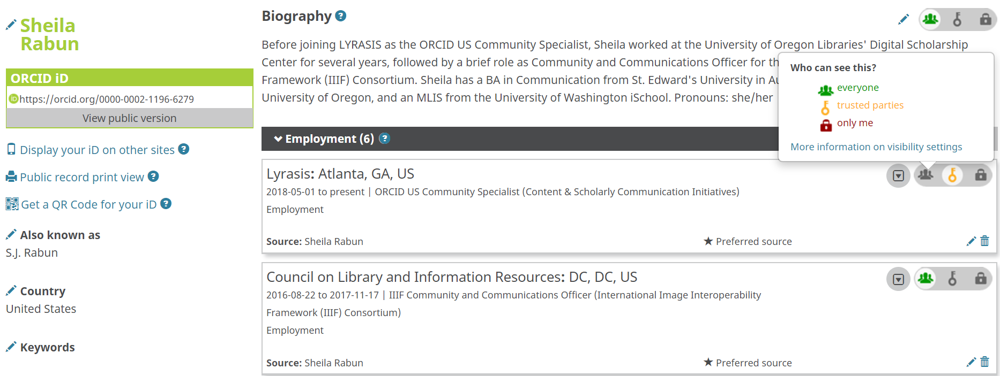 Sheila
Rabun
ORCID iD
iD https://orcid.org/0000-0002-1196-6279
View public version
Display your iD on other sites ?
Public record print view ?
Get a QR Code for your iD ?
Also known as
S.J. Rabun
Country
United States
Keywords
Biography ?
Before joining LYRASIS as the ORCID US Community Specialist, Sheila worked at the University of Oregon Libraries' Digital Scholarship
Center for several years, followed by a brief role as Community and Communications Officer for th
Framework (IIIF) Consortium. Sheila has a BA in Communication from St. Edward's University in Au
University of Oregon, and an MLIS from the University of Washington iSchool. Pronouns: she/her
Who can see this?
everyone
trusted parties
only me
More information on visibility settings
Employment (6) ?
Lyrasis: Atlanta, GA, US
2018-05-01 to present | ORCID US Community Specialist (Content & Scholarly Communication Initiatives)
Employment
Source: Sheila Rabun
★ Preferred source
Council on Library and Information Resources: DC, DC, US
2016-08-22 to 2017-11-17 | IIIF Community and Communications Officer (International Image Interoperability
Framework (IIIF) Consortium)
Employment
Source: Sheila Rabun
★ Preferred source